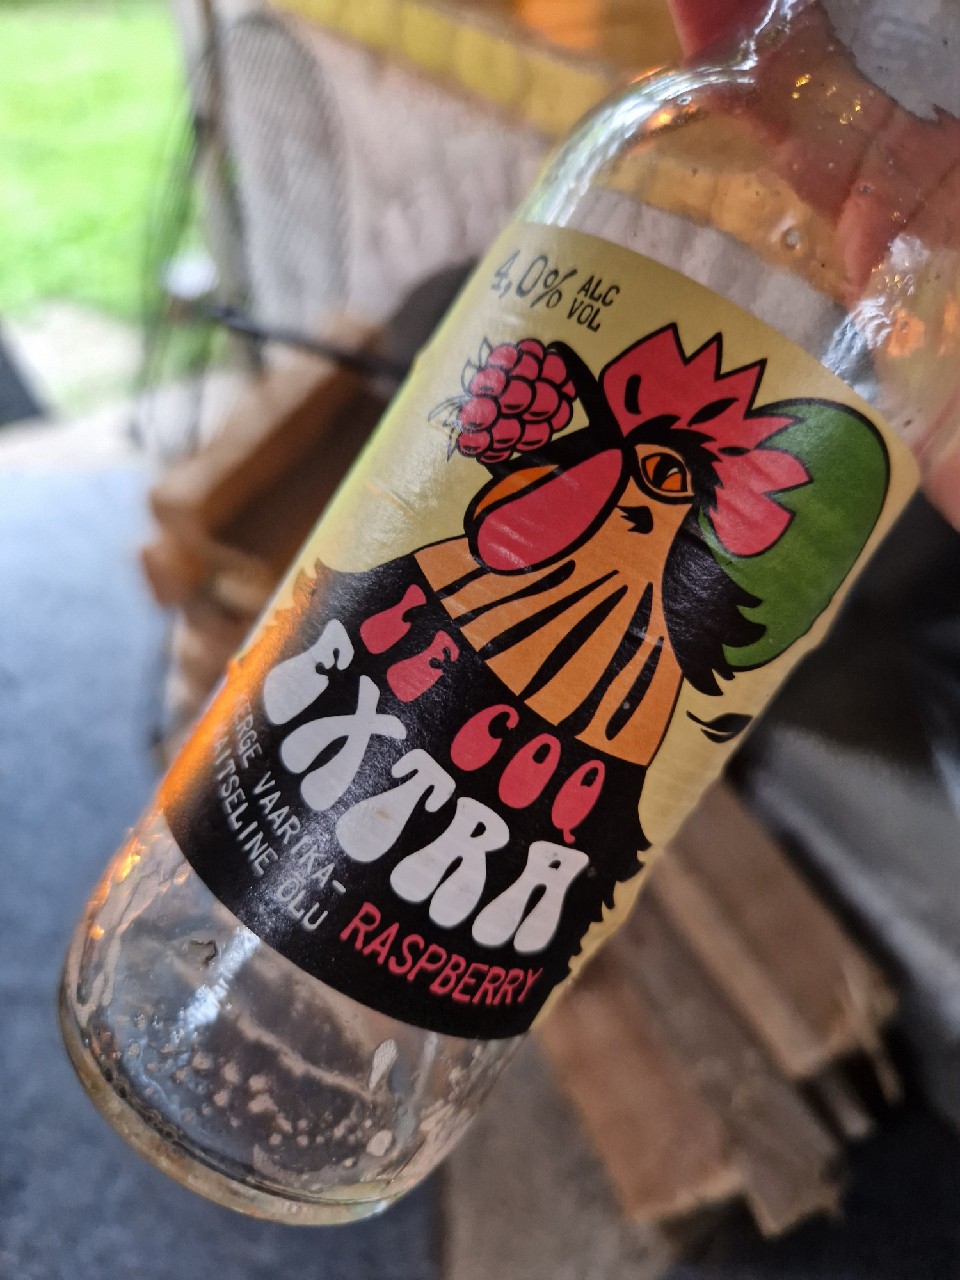 4,0% ALC
VOL
LE COQ
EXTRA
RASPBERRY
VAARIKA-
ÕLU